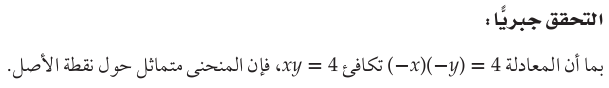 التحقق جبريًّا :
بما أن المعادلة 4 = (−x)(−y) تكافئ xy = 4، فإن المنحنى متماثل حول نقطة الأصل.